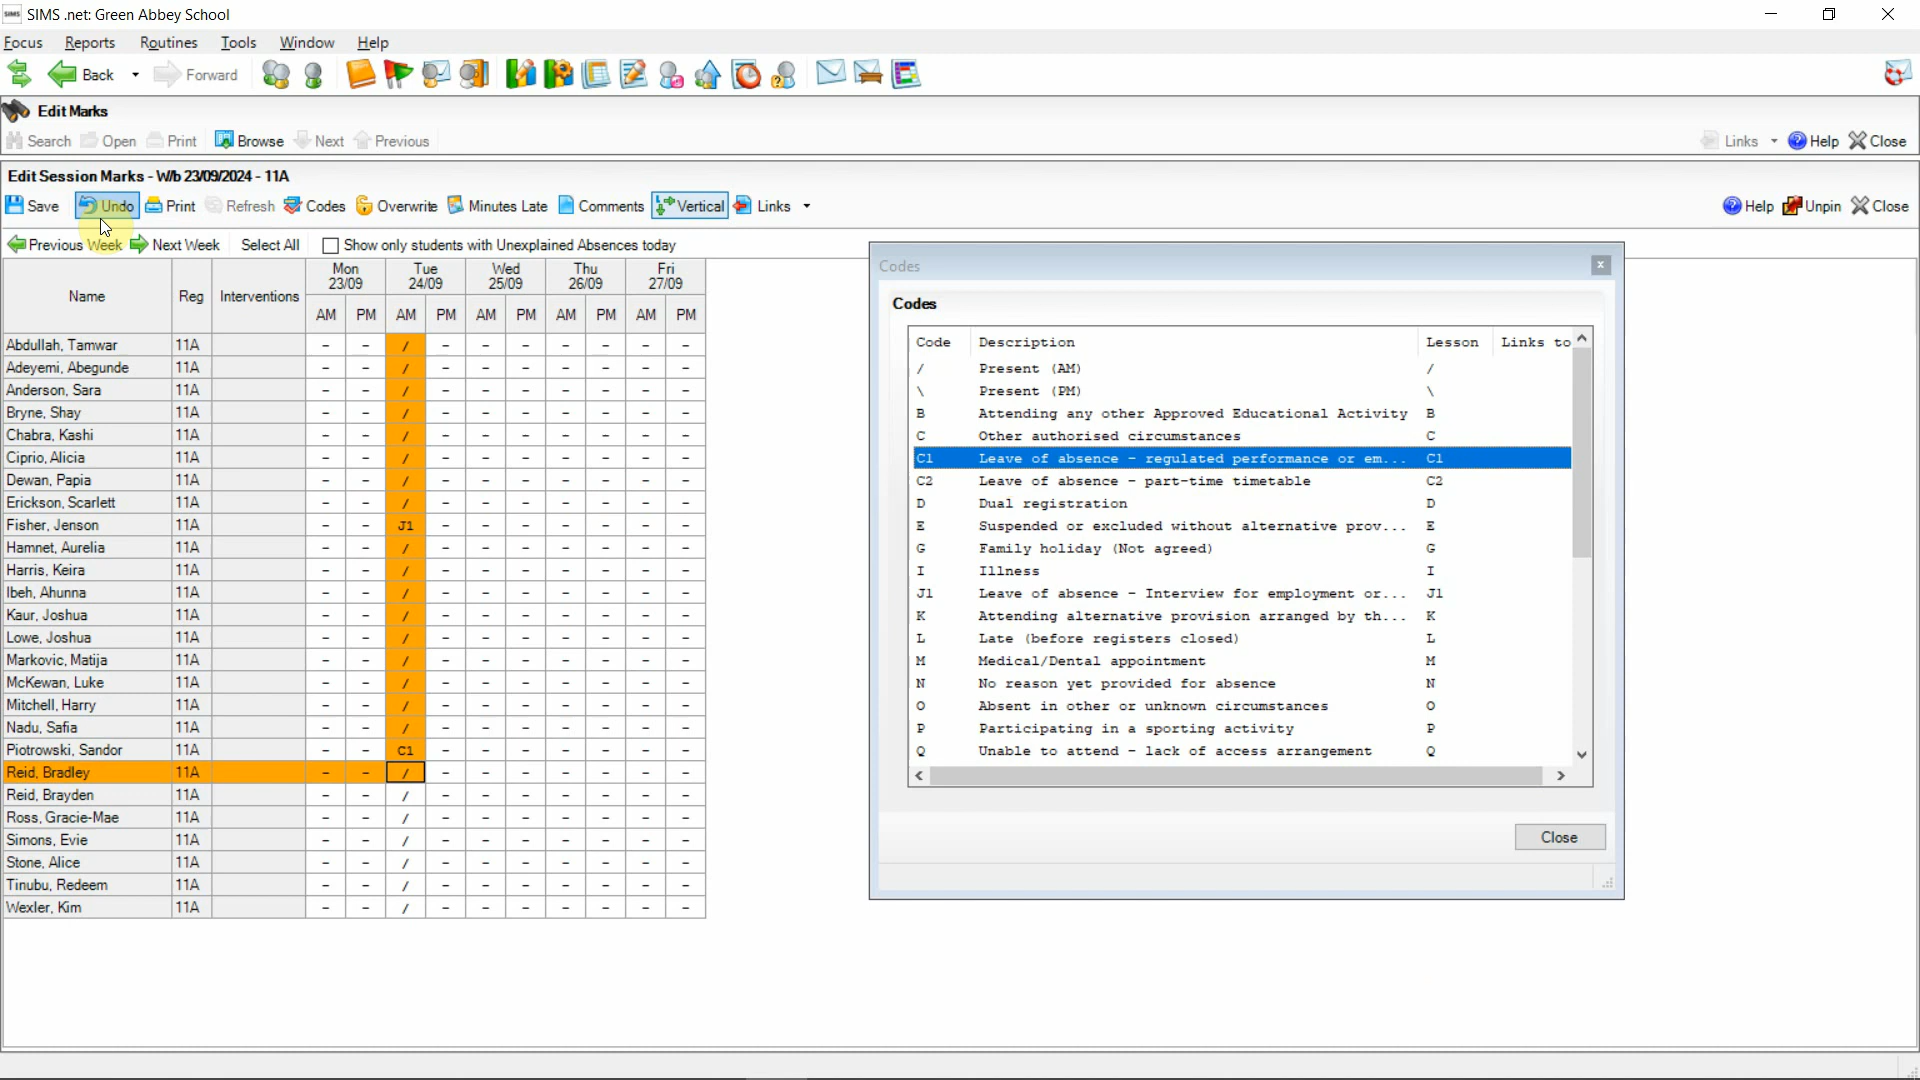 SIMS .net: Green Abbey School
Focus Reports Routines Tools Window Help
Back Forward
Edit Marks
Search Open Print Browse Next Previous Links Help Close
Edit Session Marks - W/b 23/09/2024 - 11A
Save Undo Print Refresh Codes Overwrite Minutes Late Comments Vertical Links Help Unpin Close
Previous Week Next Week Select All Show only students with Unexplained Absences today
Name Reg Interventions Mon 23/09 Tue 24/09 Wed 25/09 Thu 26/09 Fri 27/09
AM PM AM PM AM PM AM PM AM PM
Abdullah, Tamwar 11A - - / - - - - - - -
Adeyemi, Abegunde 11A - - / - - - - - - -
Anderson, Sara 11A - - / - - - - - - -
Bryne, Shay 11A - - / - - - - - - -
Chabra, Kashi 11A - - / - - - - - - -
Ciprio, Alicia 11A - - / - - - - - - -
Dewan, Papia 11A - - / - - - - - - -
Erickson, Scarlett 11A - - / - - - - - - -
Fisher, Jenson 11A - - J1 - - - - - - -
Hamnet, Aurelia 11A - - / - - - - - - -
Harris, Keira 11A - - / - - - - - - -
Ibeh, Ahunna 11A - - / - - - - - - -
Kaur, Joshua 11A - - / - - - - - - -
Lowe, Joshua 11A - - / - - - - - - -
Markovic, Matija 11A - - / - - - - - - -
McKewan, Luke 11A - - / - - - - - - -
Mitchell, Harry 11A - - / - - - - - - -
Nadu, Safia 11A - - / - - - - - - -
Piotrowski, Sandor 11A - - C1 - - - - - - -
Reid, Bradley 11A - - / - - - - - - -
Reid, Brayden 11A - - / - - - - - - -
Ross, Gracie-Mae 11A - - / - - - - - - -
Simons, Evie 11A - - / - - - - - - -
Stone, Alice 11A - - / - - - - - - -
Tinubu, Redeem 11A - - / - - - - - - -
Wexler, Kim 11A - - / - - - - - - -
Codes
Codes
Code Description Lesson Links to
/ Present (AM) /
\ Present (PM) \
B Attending any other Approved Educational Activity B
C Other authorised circumstances C
C1 Leave of absence - regulated performance or em... C1
C2 Leave of absence - part-time timetable C2
D Dual registration D
E Suspended or excluded without alternative prov... E
G Family holiday (Not agreed) G
I Illness I
J1 Leave of absence - Interview for employment or... J1
K Attending alternative provision arranged by th... K
L Late (before registers closed) L
M Medical/Dental appointment M
N No reason yet provided for absence N
O Absent in other or unknown circumstances O
P Participating in a sporting activity P
Q Unable to attend - lack of access arrangement Q
Close